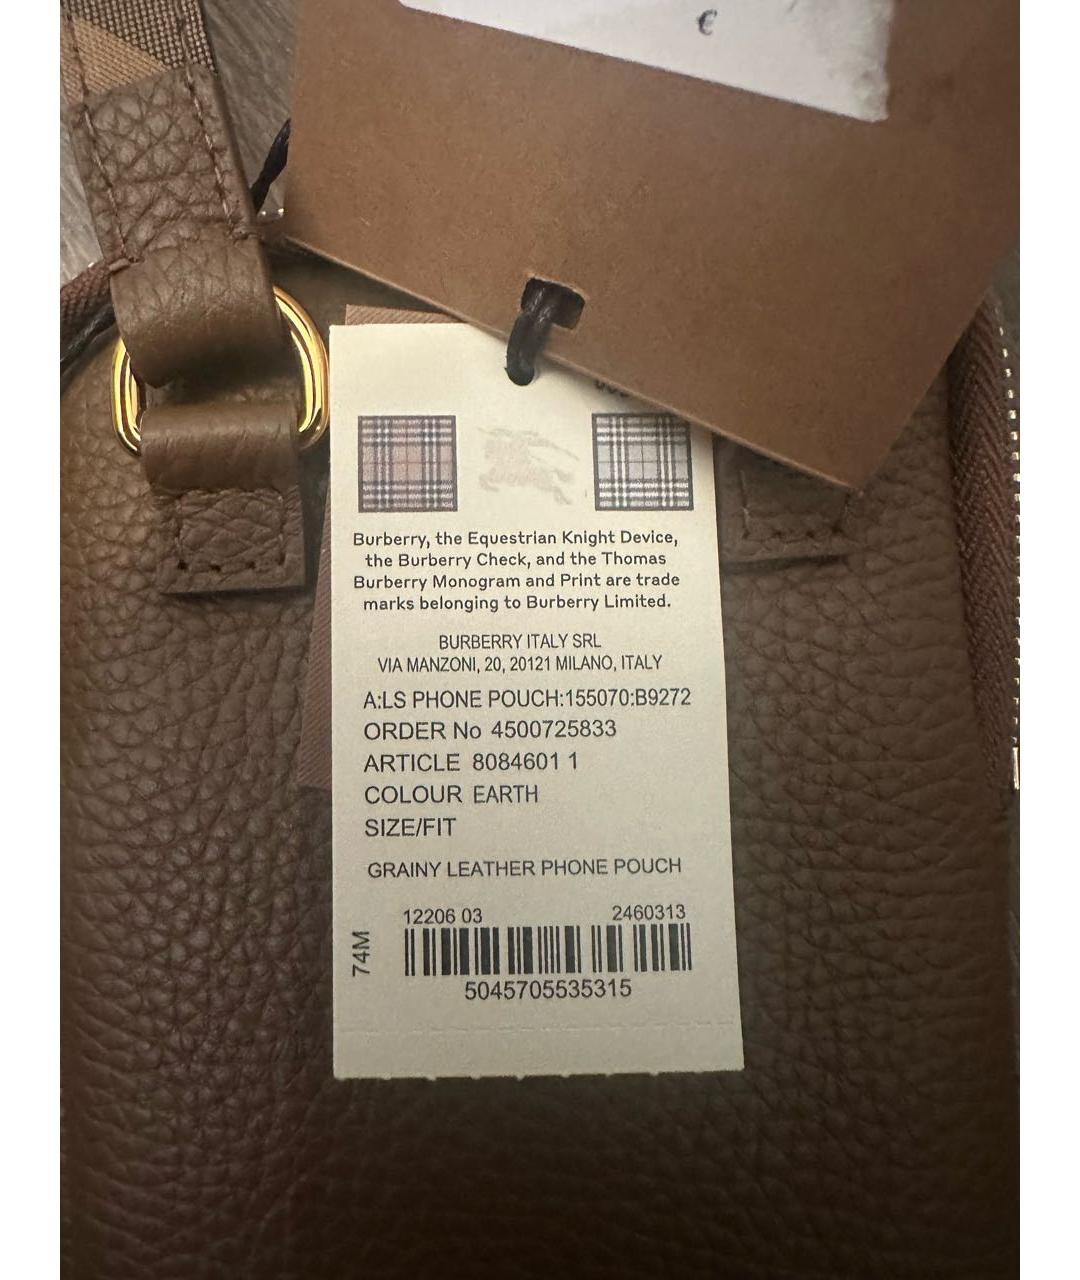 €
Burberry, the Equestrian Knight Device,
the Burberry Check, and the Thomas
Burberry Monogram and Print are trade
marks belonging to Burberry Limited.
BURBERRY ITALY SRL
VIA MANZONI, 20, 20121 MILANO, ITALY
A:LS PHONE POUCH:155070:B9272
ORDER No 4500725833
ARTICLE 8084601 1
COLOUR EARTH
SIZE/FIT
GRAINY LEATHER PHONE POUCH
12206 03 2460313
74M
5045705535315